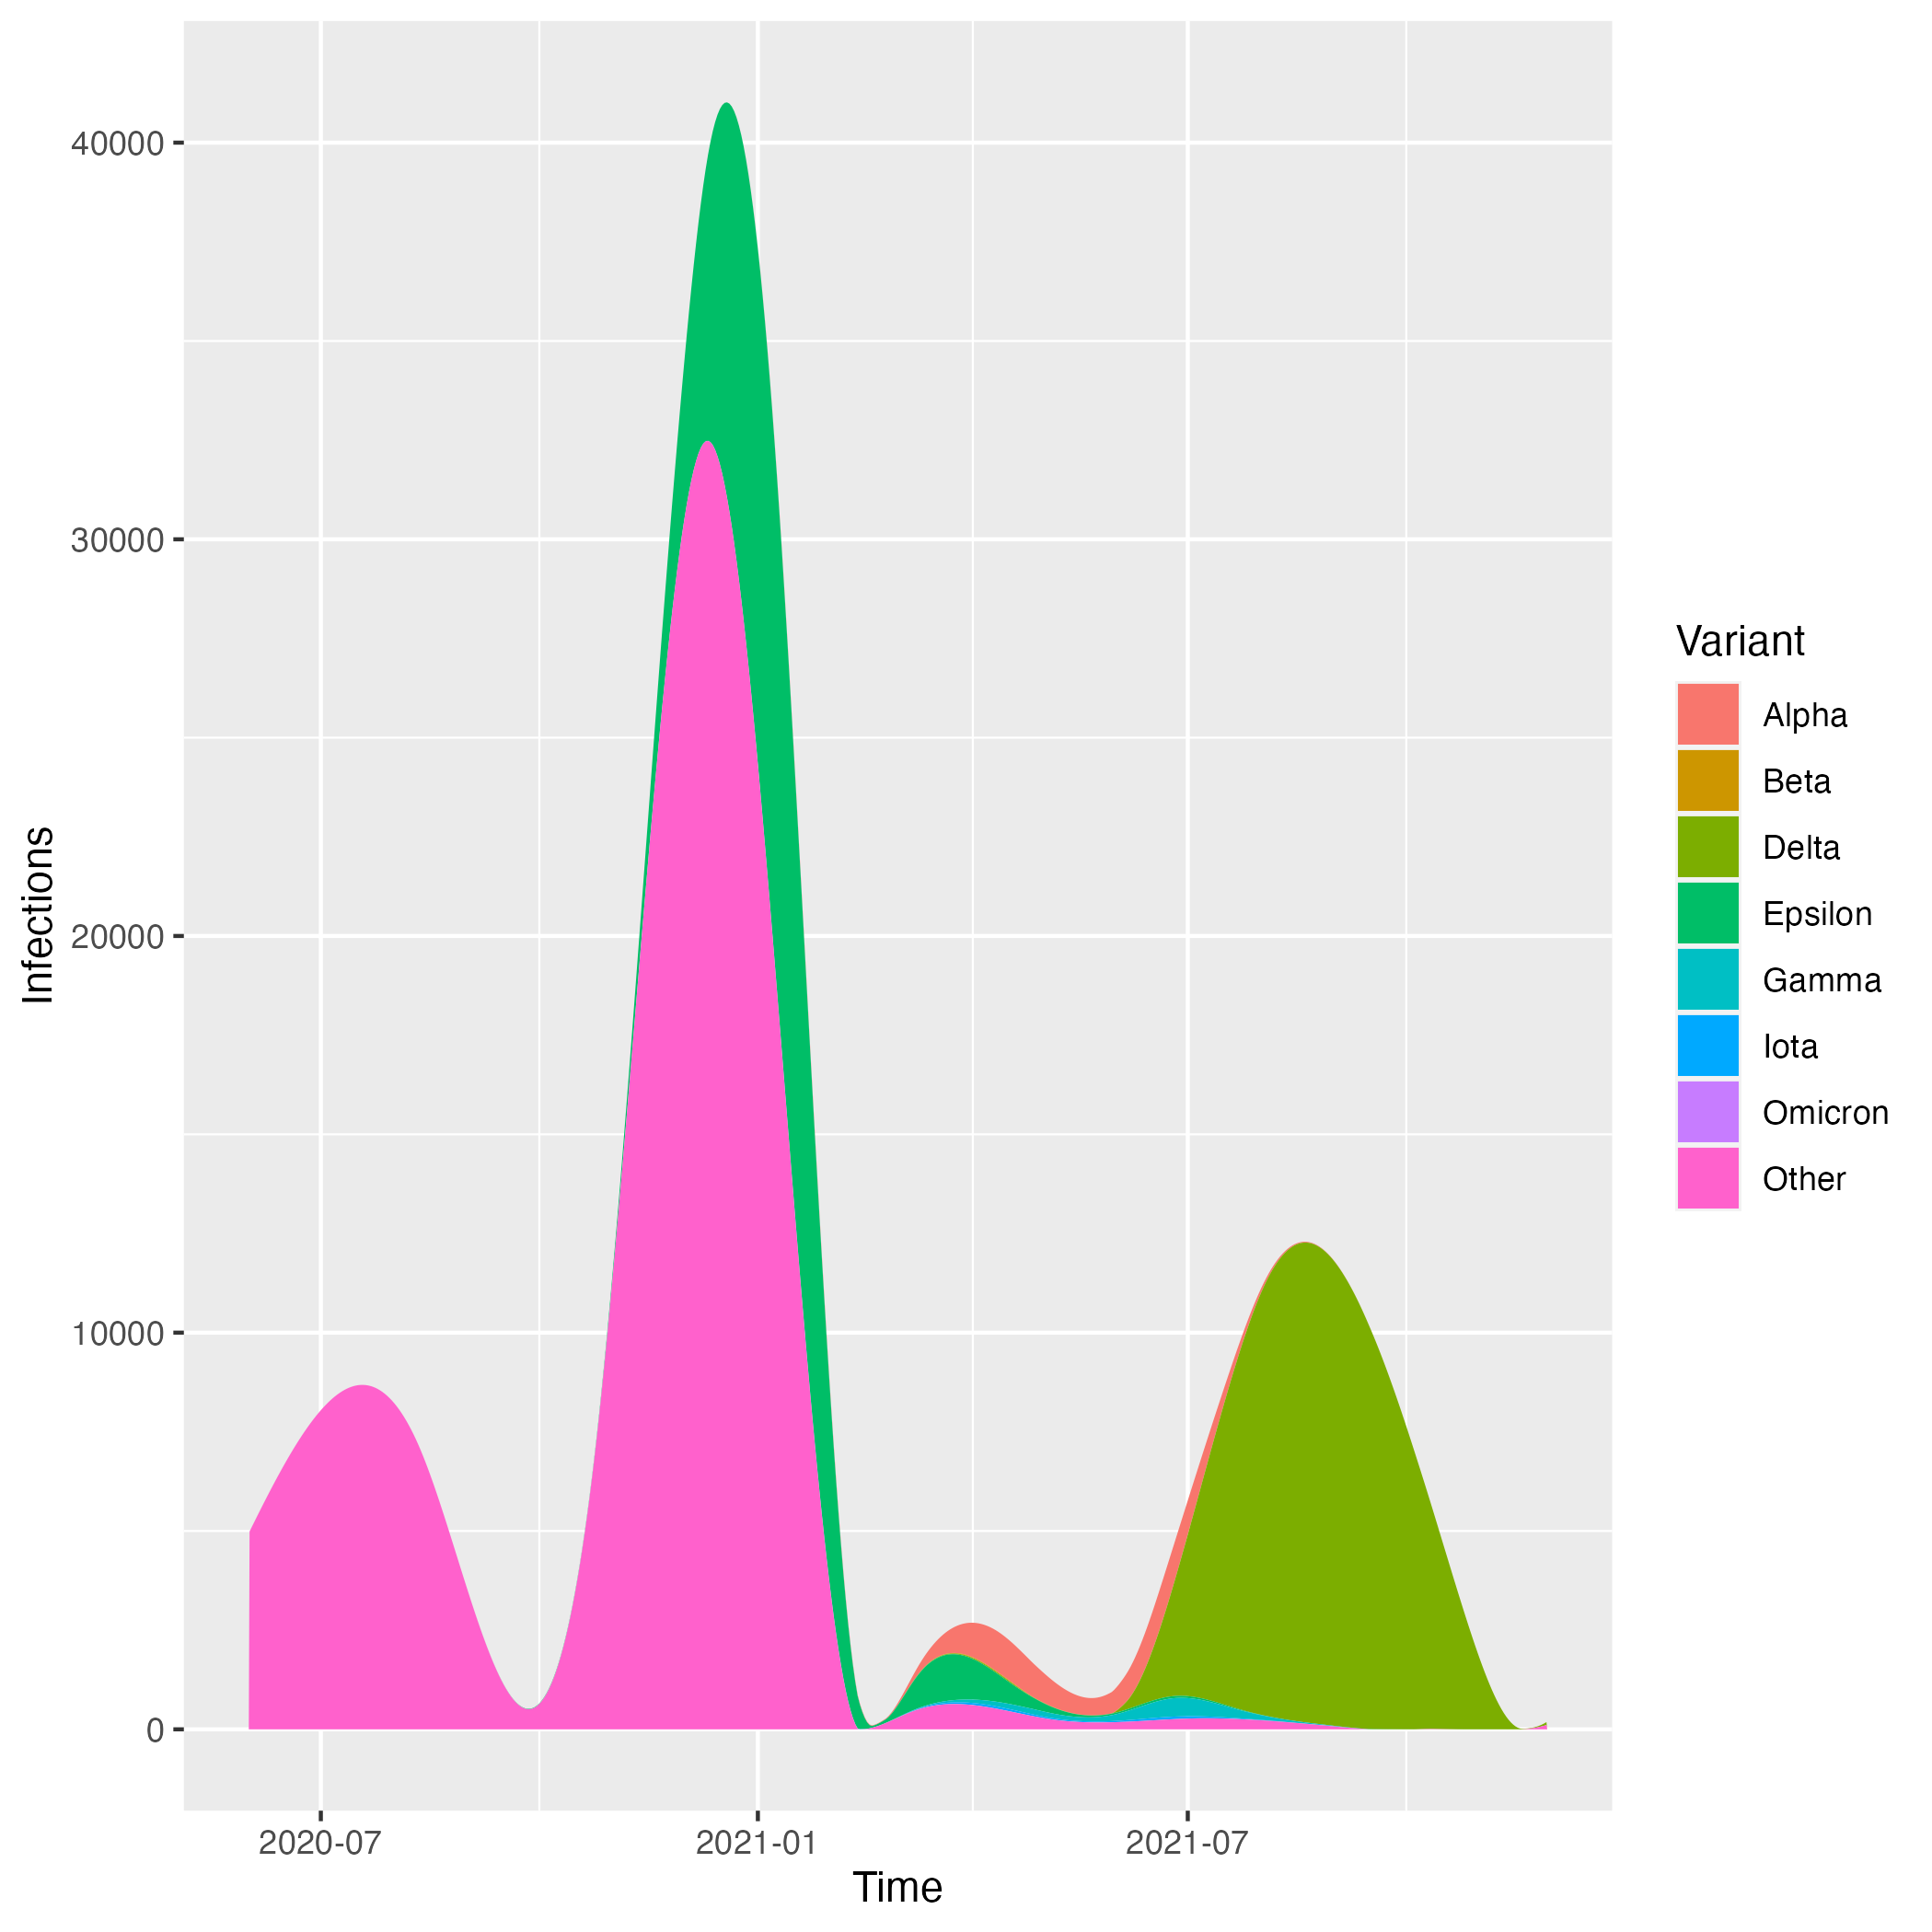 40000
30000
20000
10000
0
Infections
2020-07
2021-01
2021-07
Time
Variant
Alpha
Beta
Delta
Epsilon
Gamma
Iota
Omicron
Other